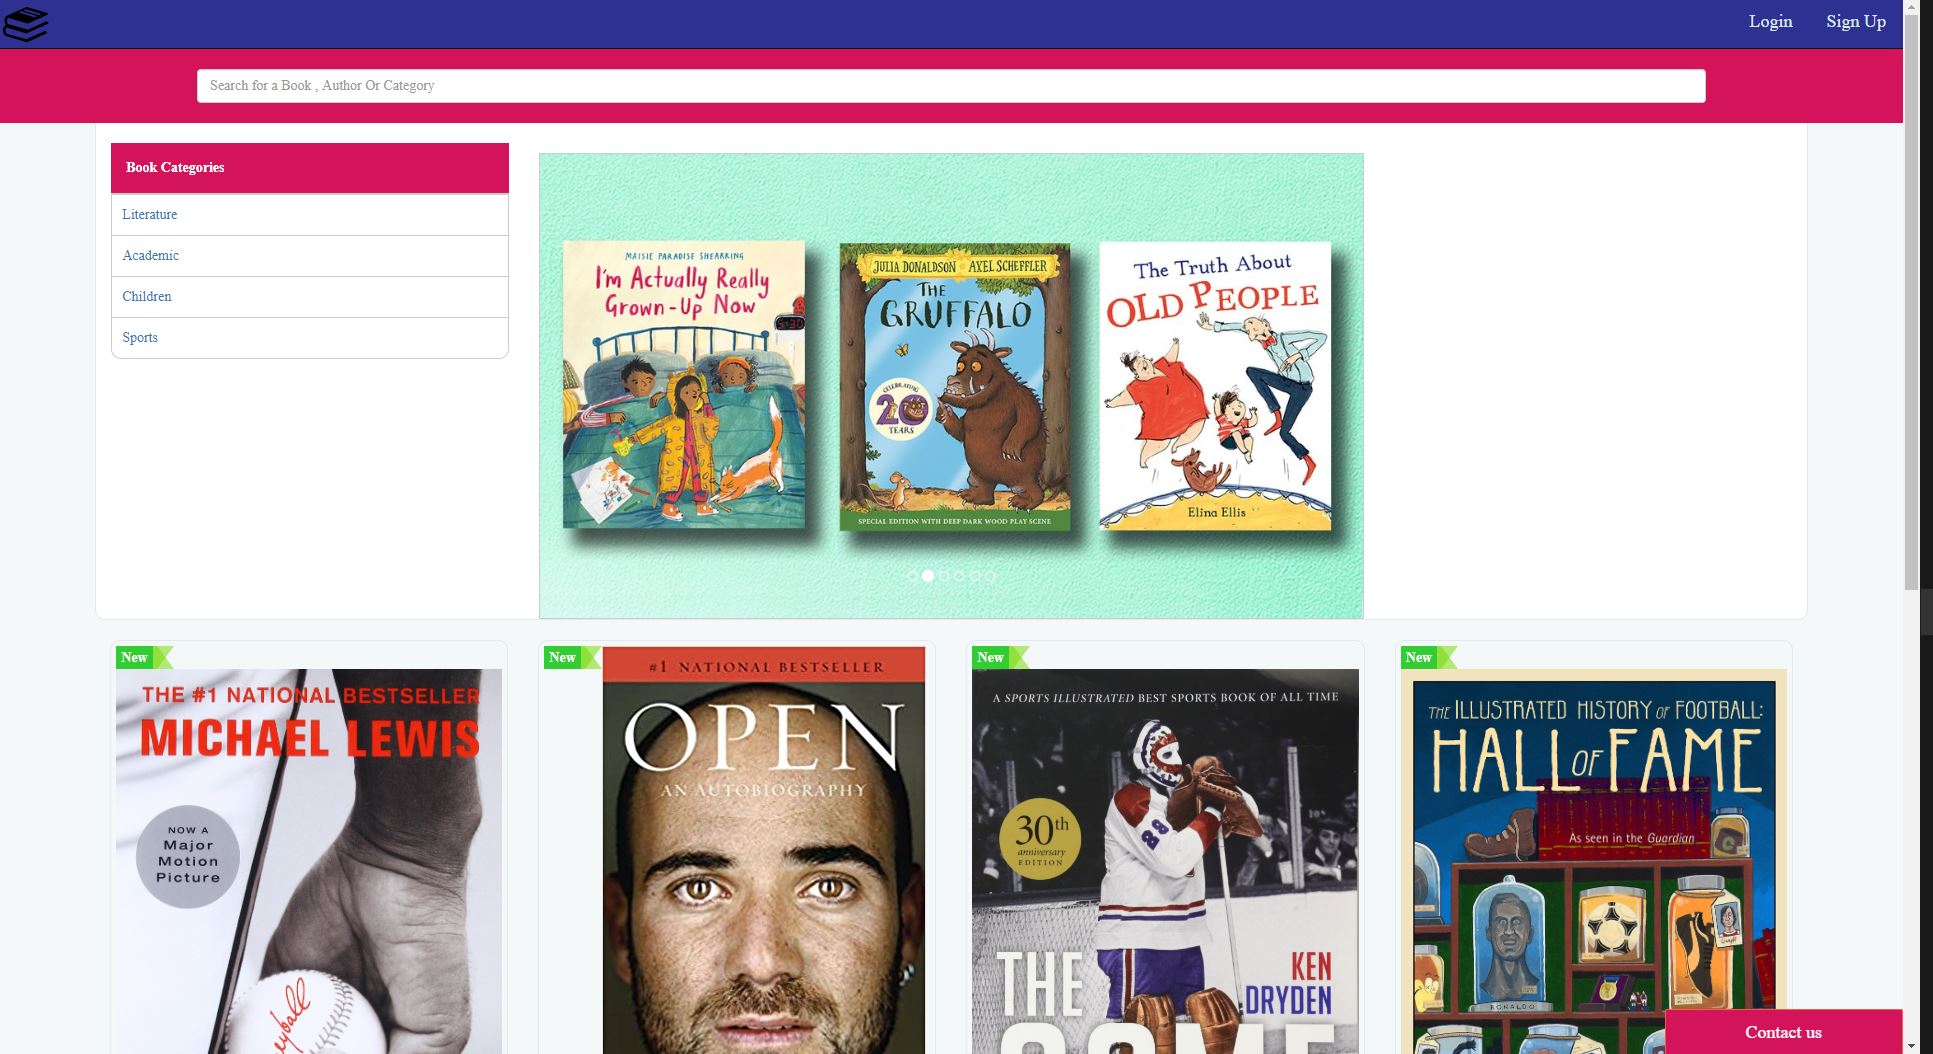 Login
Sign Up
Search for a Book , Author Or Category
Book Categories
Literature
Academic
Children
Sports
MAISIE PARADISE SHEARRING
I'm Actually Really
Grown-Up Now
JULIA DONALDSON AXEL SCHEFFLER
THE
GRUFFALO
CELEBRATING
20
YEARS
SPECIAL EDITION WITH DEEP DARK WOOD PLAY SCENE
The Truth About
OLD PEOPLE
Elina Ellis
New
THE #1 NATIONAL BESTSELLER
MICHAEL LEWIS
NOW A
Major
Motion
Picture
New
#1 NATIONAL BESTSELLER
OPEN
AN AUTOBIOGRAPHY
New
A SPORTS ILLUSTRATED BEST SPORTS BOOK OF ALL TIME
30th
anniversary
EDITION
29
THE
KEN
DRYDEN
New
THE ILLUSTRATED HISTORY OF FOOTBALL:
HALL OF FAME
As seen in the Guardian
RONALDO
Contact us